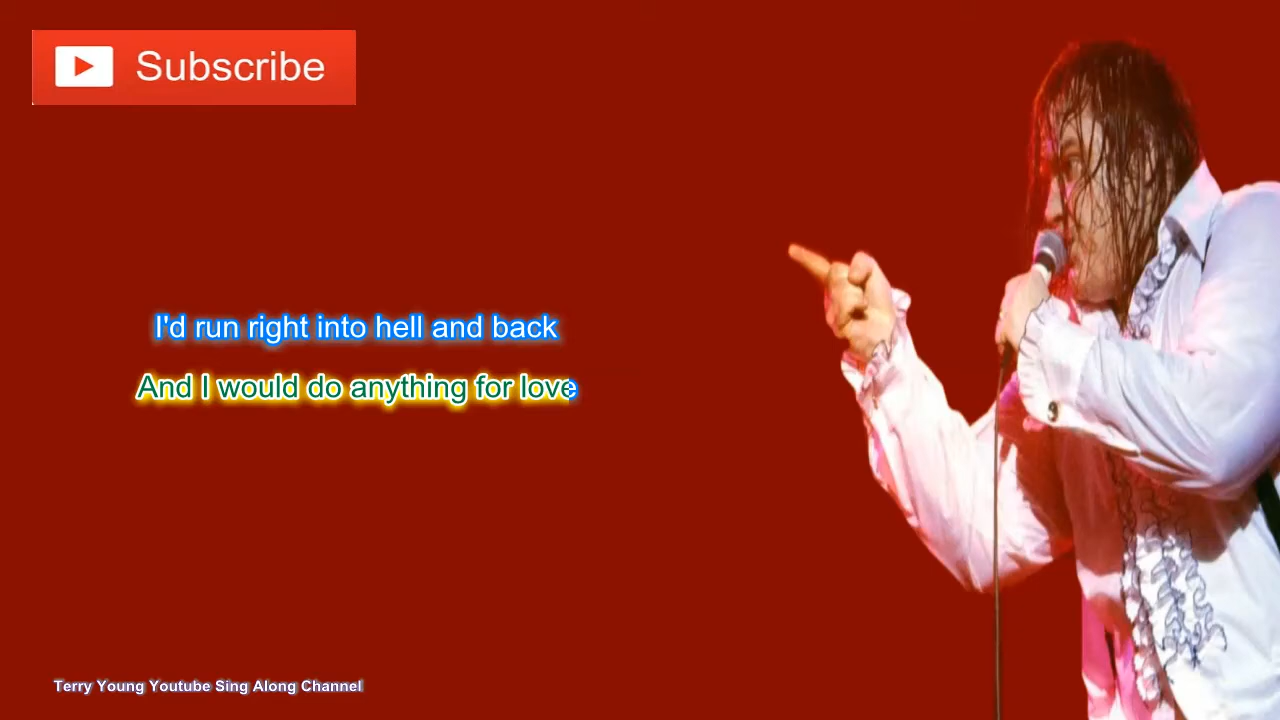 Subscribe
I'd run right into hell and back
And I would do anything for love
Terry Young Youtube Sing Along Channel